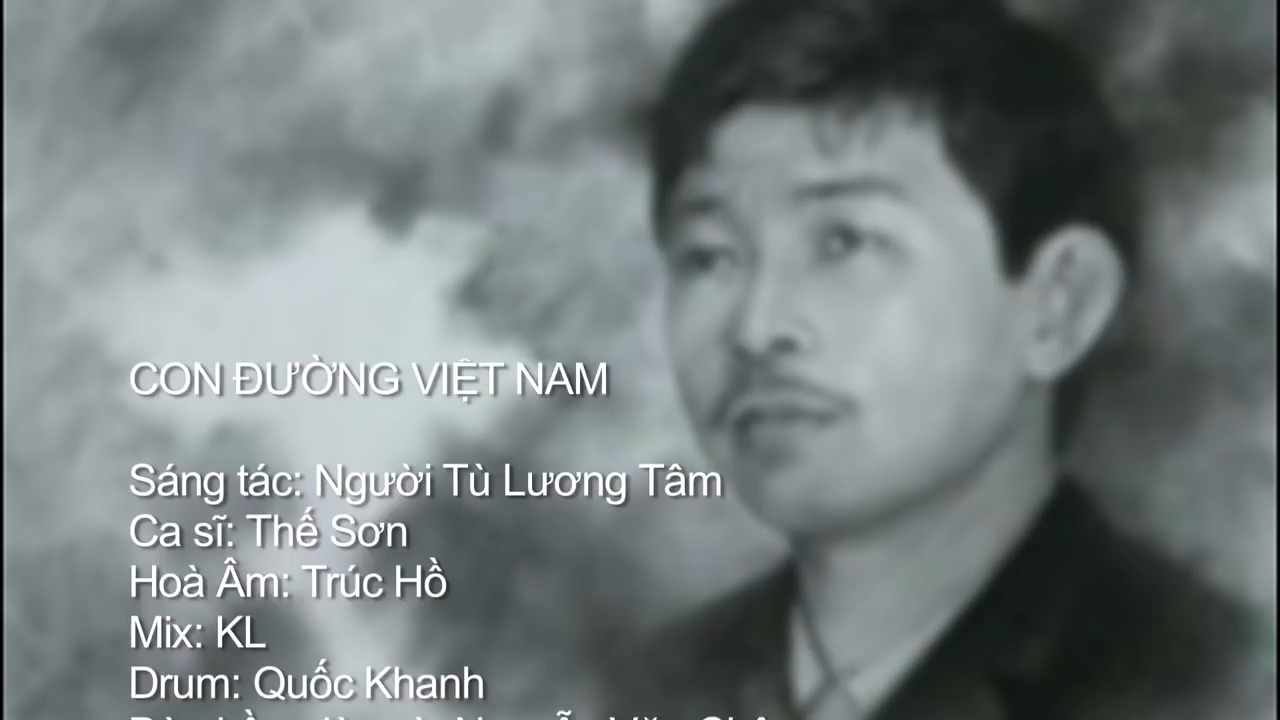 CON ĐƯỜNG VIỆT NAM
Sáng tác: Người Tù Lương Tâm
Ca sĩ: Thế Sơn
Hoà Âm: Trúc Hồ
Mix: KL
Drum: Quốc Khanh